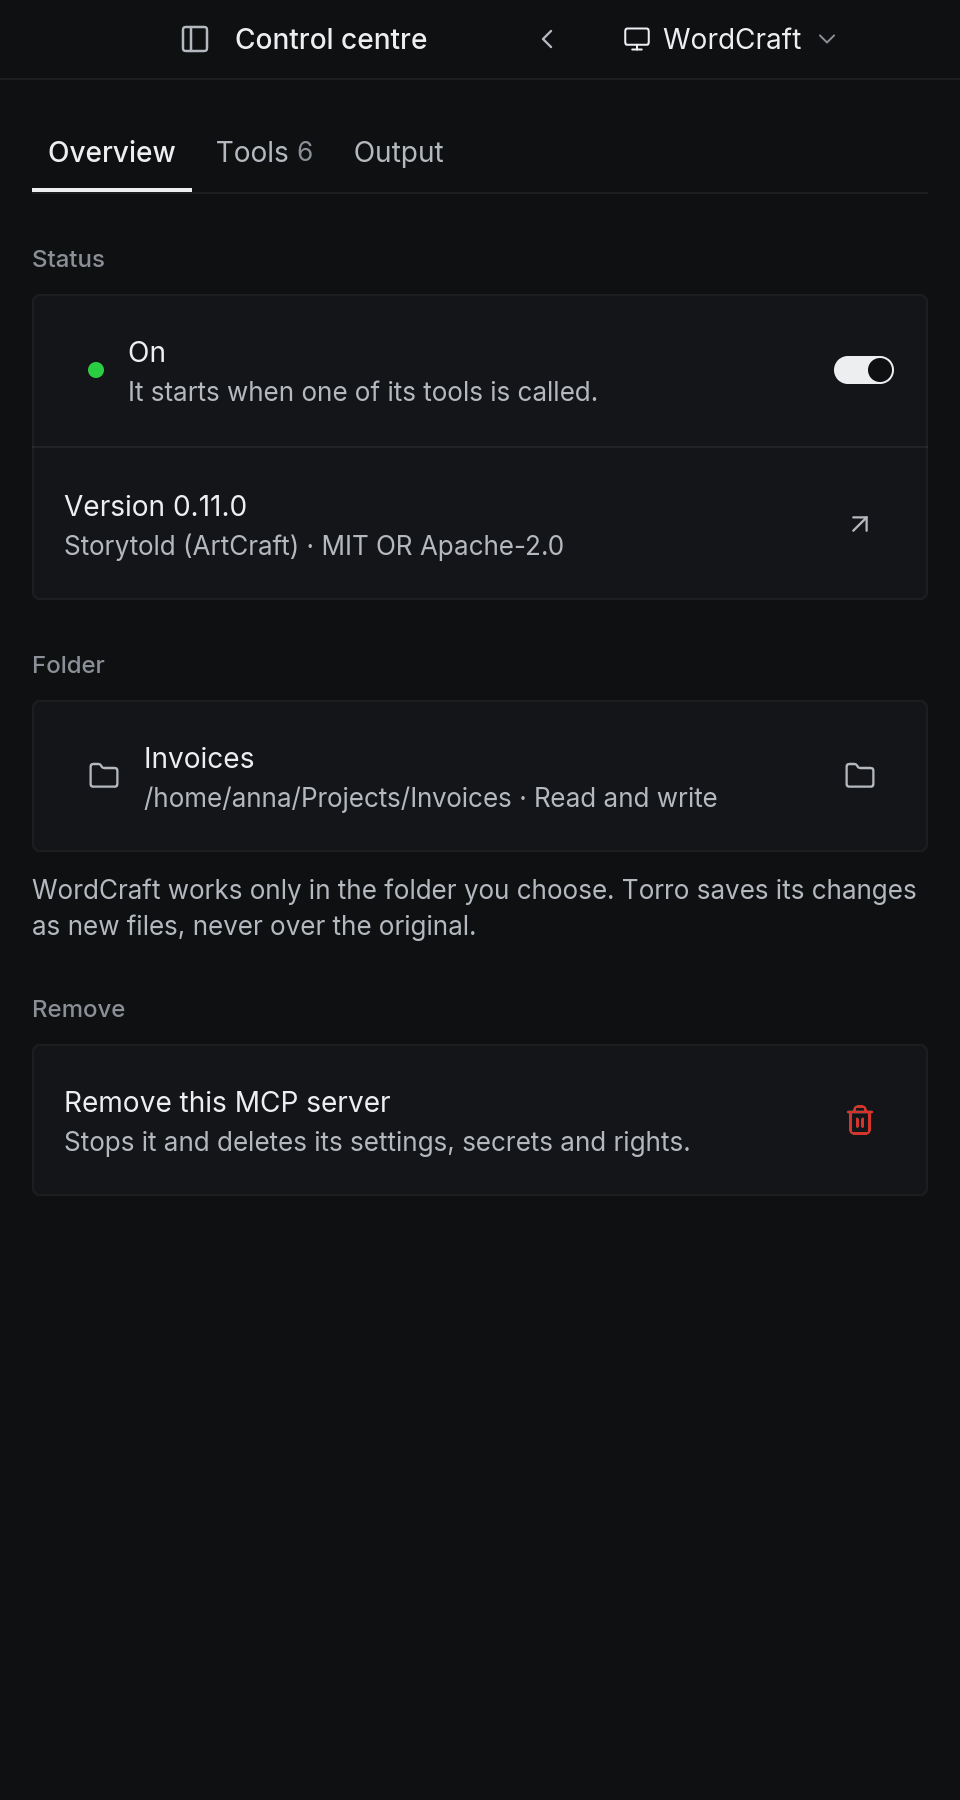 Control centre
WordCraft
Overview
Tools 6
Output
Status
On
It starts when one of its tools is called.
Version 0.11.0
Storytold (ArtCraft) · MIT OR Apache-2.0
Folder
Invoices
/home/anna/Projects/Invoices · Read and write
WordCraft works only in the folder you choose. Torro saves its changes
as new files, never over the original.
Remove
Remove this MCP server
Stops it and deletes its settings, secrets and rights.